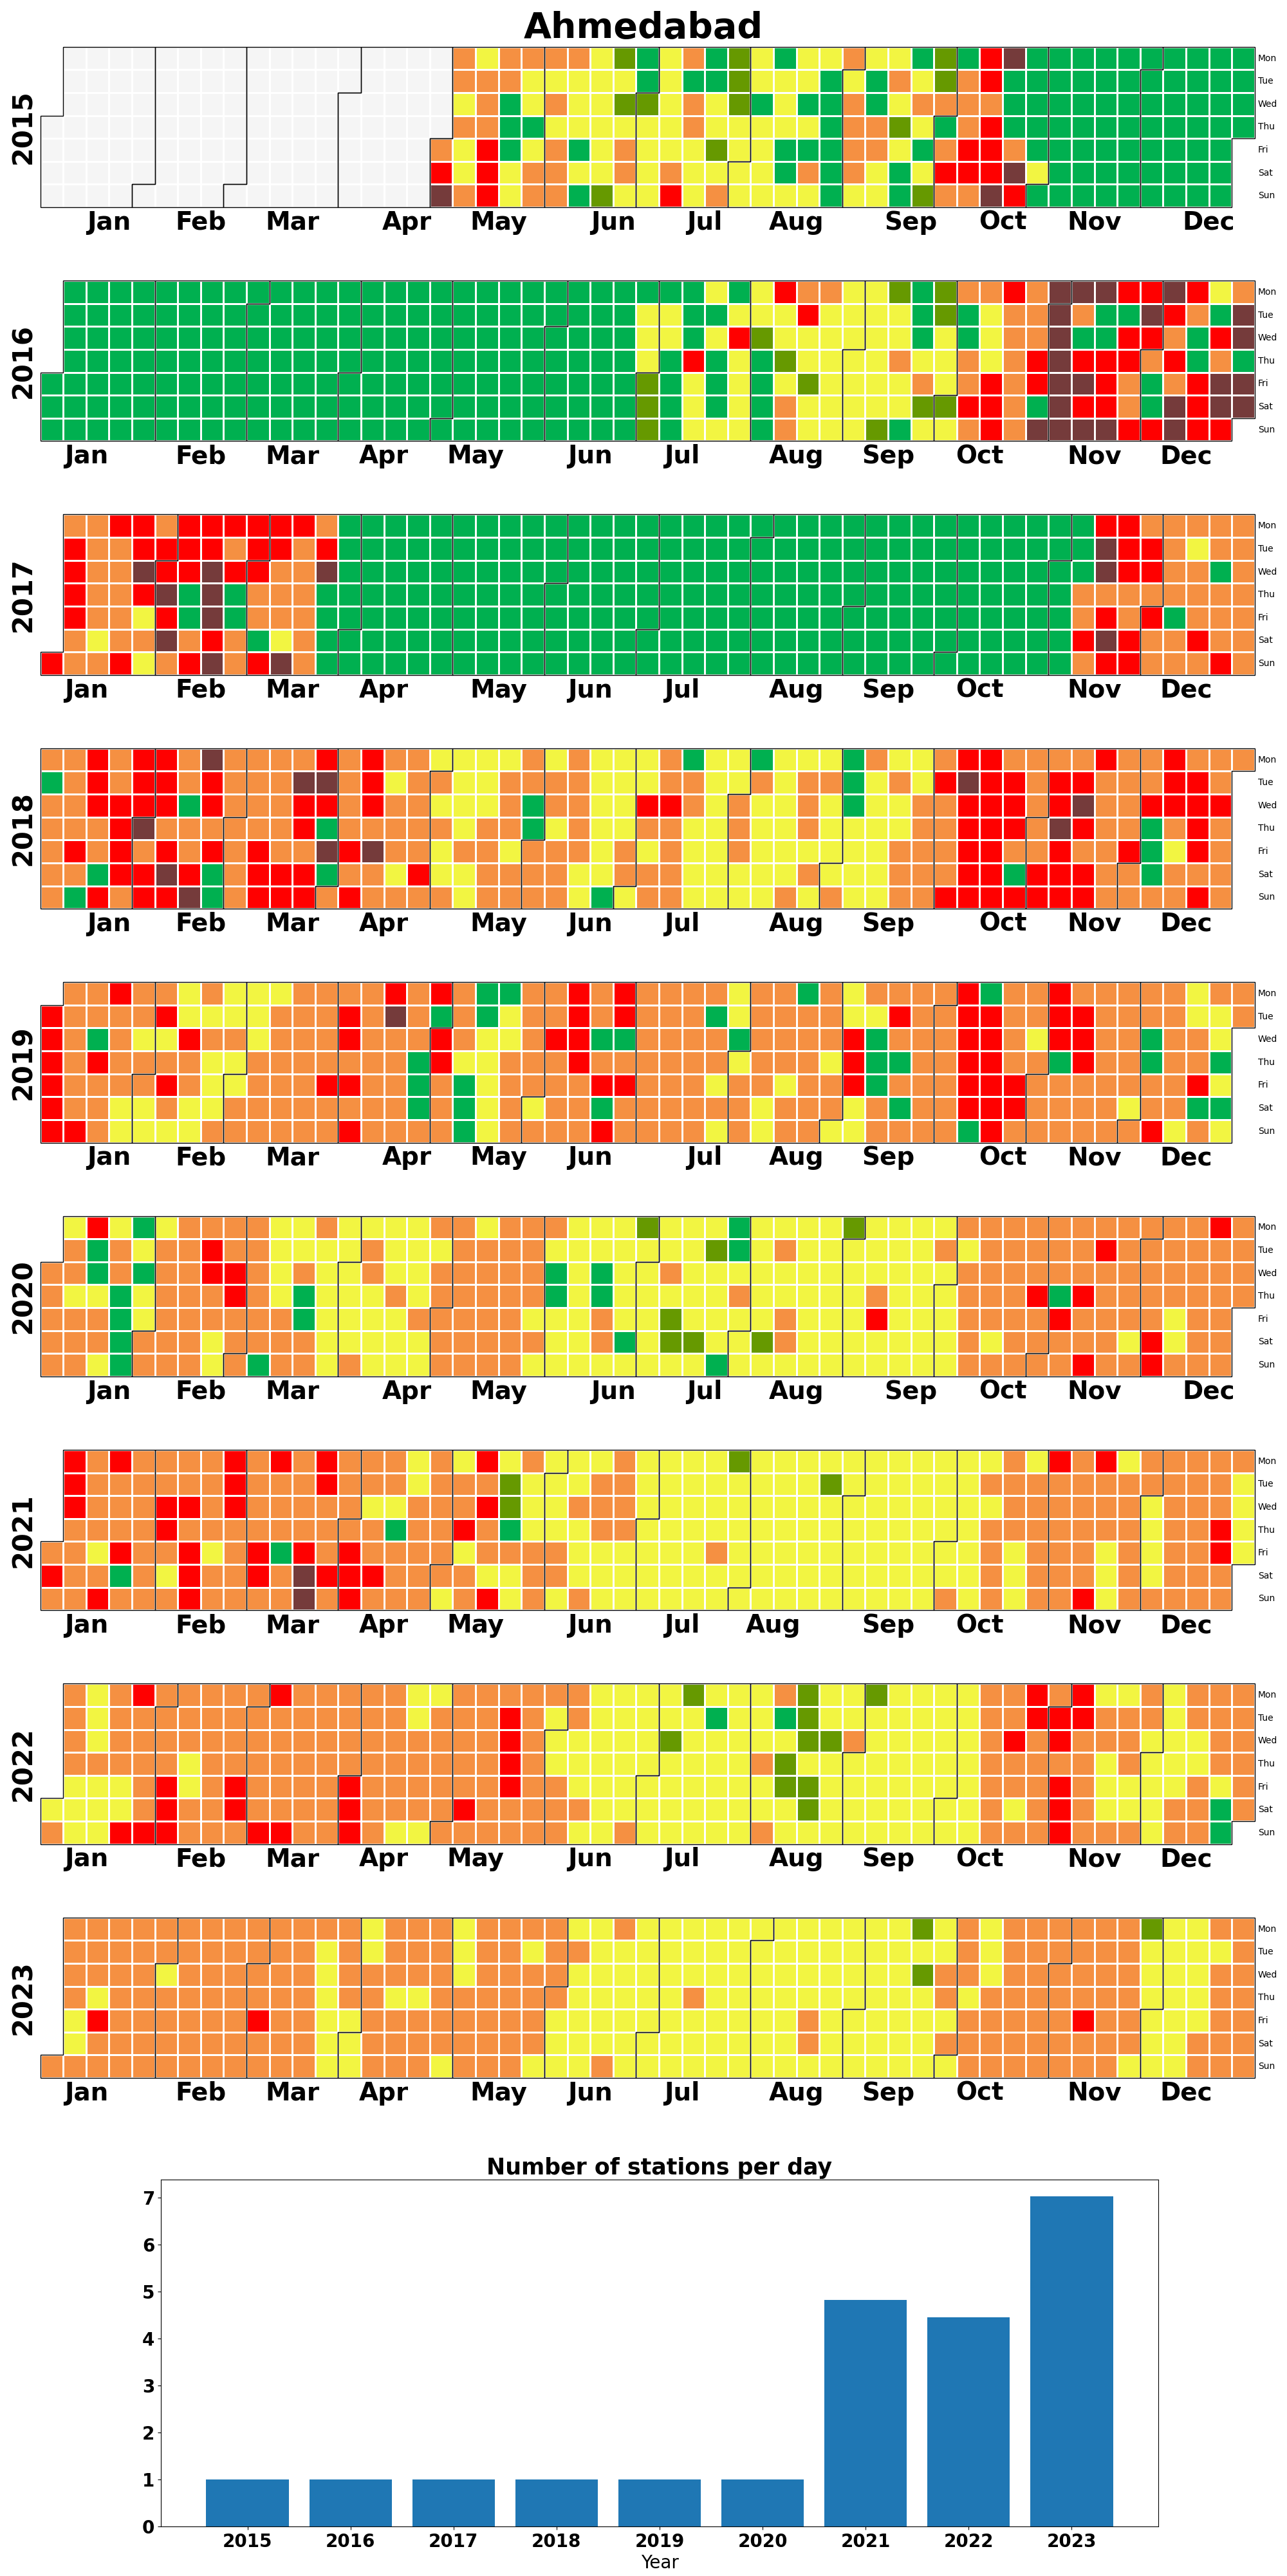 Ahmedabad
2015
Mon
Tue
Wed
Thu
Fri
Sat
Sun
Jan Feb Mar Apr May Jun Jul Aug Sep Oct Nov Dec
2016
Mon
Tue
Wed
Thu
Fri
Sat
Sun
Jan Feb Mar Apr May Jun Jul Aug Sep Oct Nov Dec
2017
Mon
Tue
Wed
Thu
Fri
Sat
Sun
Jan Feb Mar Apr May Jun Jul Aug Sep Oct Nov Dec
2018
Mon
Tue
Wed
Thu
Fri
Sat
Sun
Jan Feb Mar Apr May Jun Jul Aug Sep Oct Nov Dec
2019
Mon
Tue
Wed
Thu
Fri
Sat
Sun
Jan Feb Mar Apr May Jun Jul Aug Sep Oct Nov Dec
2020
Mon
Tue
Wed
Thu
Fri
Sat
Sun
Jan Feb Mar Apr May Jun Jul Aug Sep Oct Nov Dec
2021
Mon
Tue
Wed
Thu
Fri
Sat
Sun
Jan Feb Mar Apr May Jun Jul Aug Sep Oct Nov Dec
2022
Mon
Tue
Wed
Thu
Fri
Sat
Sun
Jan Feb Mar Apr May Jun Jul Aug Sep Oct Nov Dec
2023
Mon
Tue
Wed
Thu
Fri
Sat
Sun
Jan Feb Mar Apr May Jun Jul Aug Sep Oct Nov Dec
Number of stations per day
7
6
5
4
3
2
1
0
2015 2016 2017 2018 2019 2020 2021 2022 2023
Year